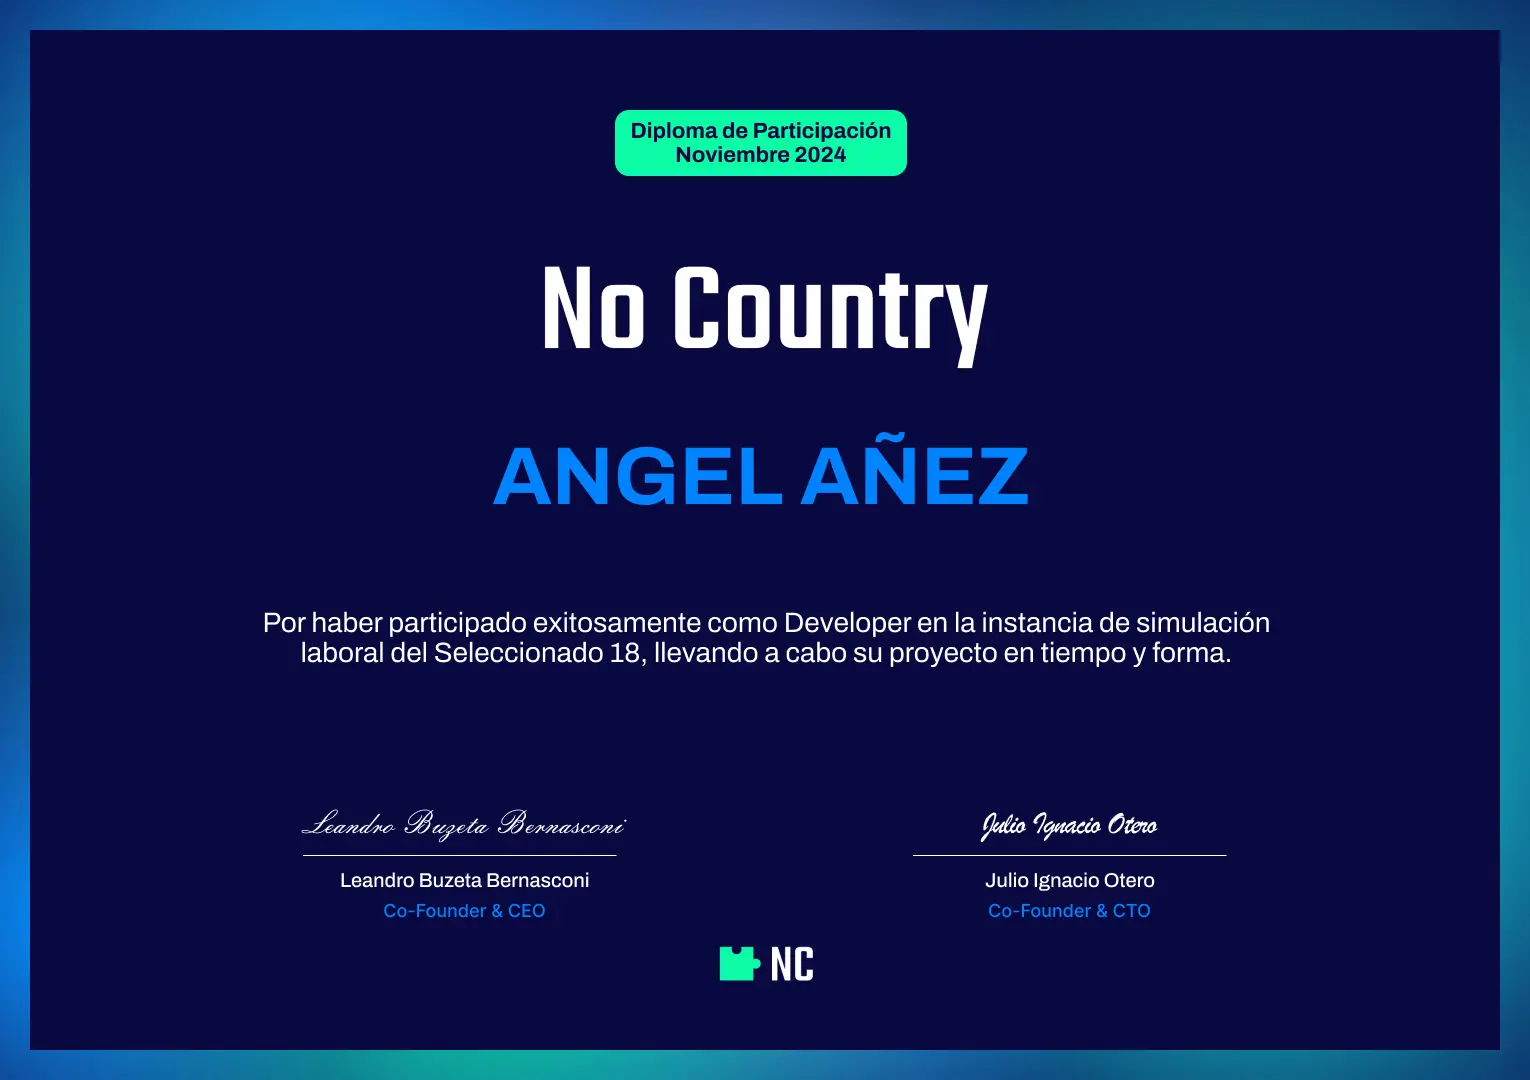 Diploma de Participación
Noviembre 2024
No Country
ANGEL AÑEZ
Por haber participado exitosamente como Developer en la instancia de simulación
laboral del Seleccionado 18, llevando a cabo su proyecto en tiempo y forma.
Leandro Buzeta Bernasconi
Julio Ignacio Otero
Leandro Buzeta Bernasconi
Julio Ignacio Otero
Co-Founder & CEO
Co-Founder & CTO
NC